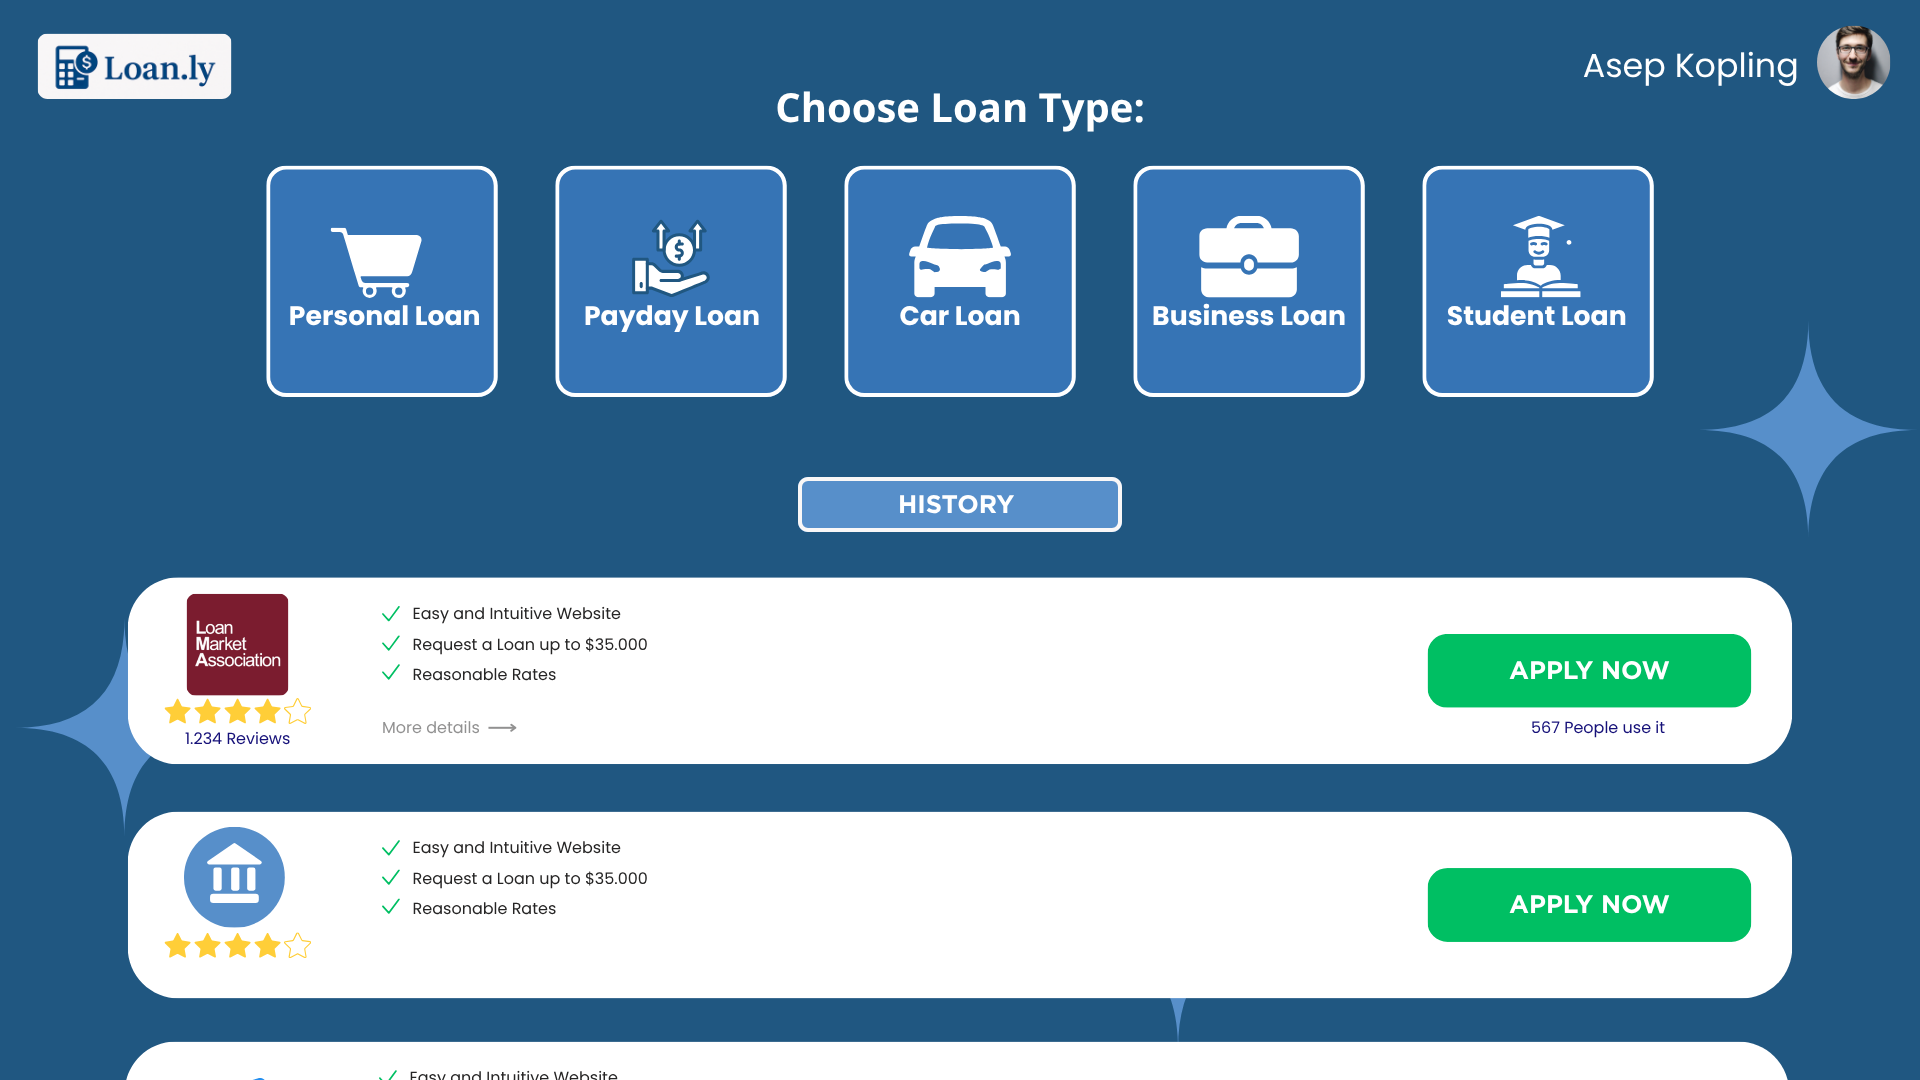 Loan.ly
Asep Kopling
Choose Loan Type:
Personal Loan
Payday Loan
Car Loan
Business Loan
Student Loan
HISTORY
Loan
Market
Association
1.234 Reviews
Easy and Intuitive Website
Request a Loan up to $35.000
Reasonable Rates
More details
APPLY NOW
567 People use it
Easy and Intuitive Website
Request a Loan up to $35.000
Reasonable Rates
APPLY NOW
Easy and Intuitive Website